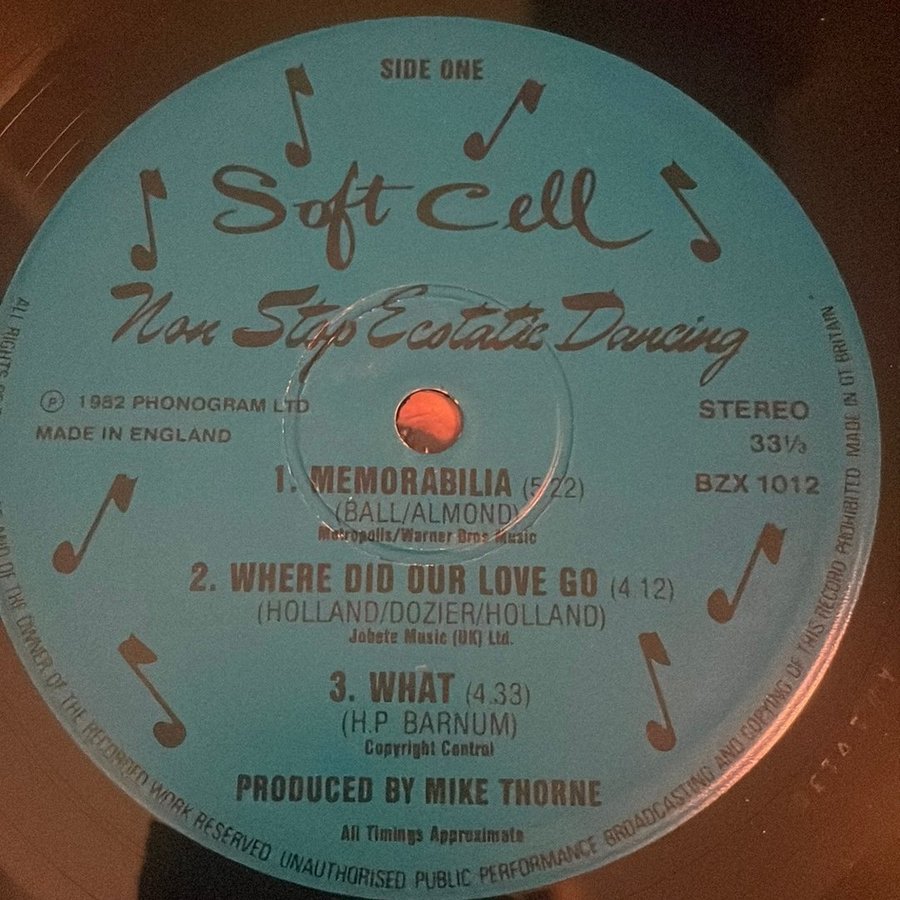 SIDE ONE
Soft Cell
Non Stop Ecstatic Dancing
Ⓟ 1982 PHONOGRAM LTD
MADE IN ENGLAND
STEREO
33⅓
BZX 1012
1. MEMORABILIA (5.22)
(BALL/ALMOND)
Metropolis/Warner Bros Music
2. WHERE DID OUR LOVE GO (4.12)
(HOLLAND/DOZIER/HOLLAND)
Jobete Music (UK) Ltd.
3. WHAT (4.33)
(H.P. BARNUM)
Copyright Control
PRODUCED BY MIKE THORNE
All Timings Approximate
ALL RIGHTS AND OF THE OWNER OF THE RECORDED WORK RESERVED UNAUTHORISED PUBLIC PERFORMANCE BROADCASTING AND COPYING OF THIS RECORD PROHIBITED MADE IN GT BRITAIN